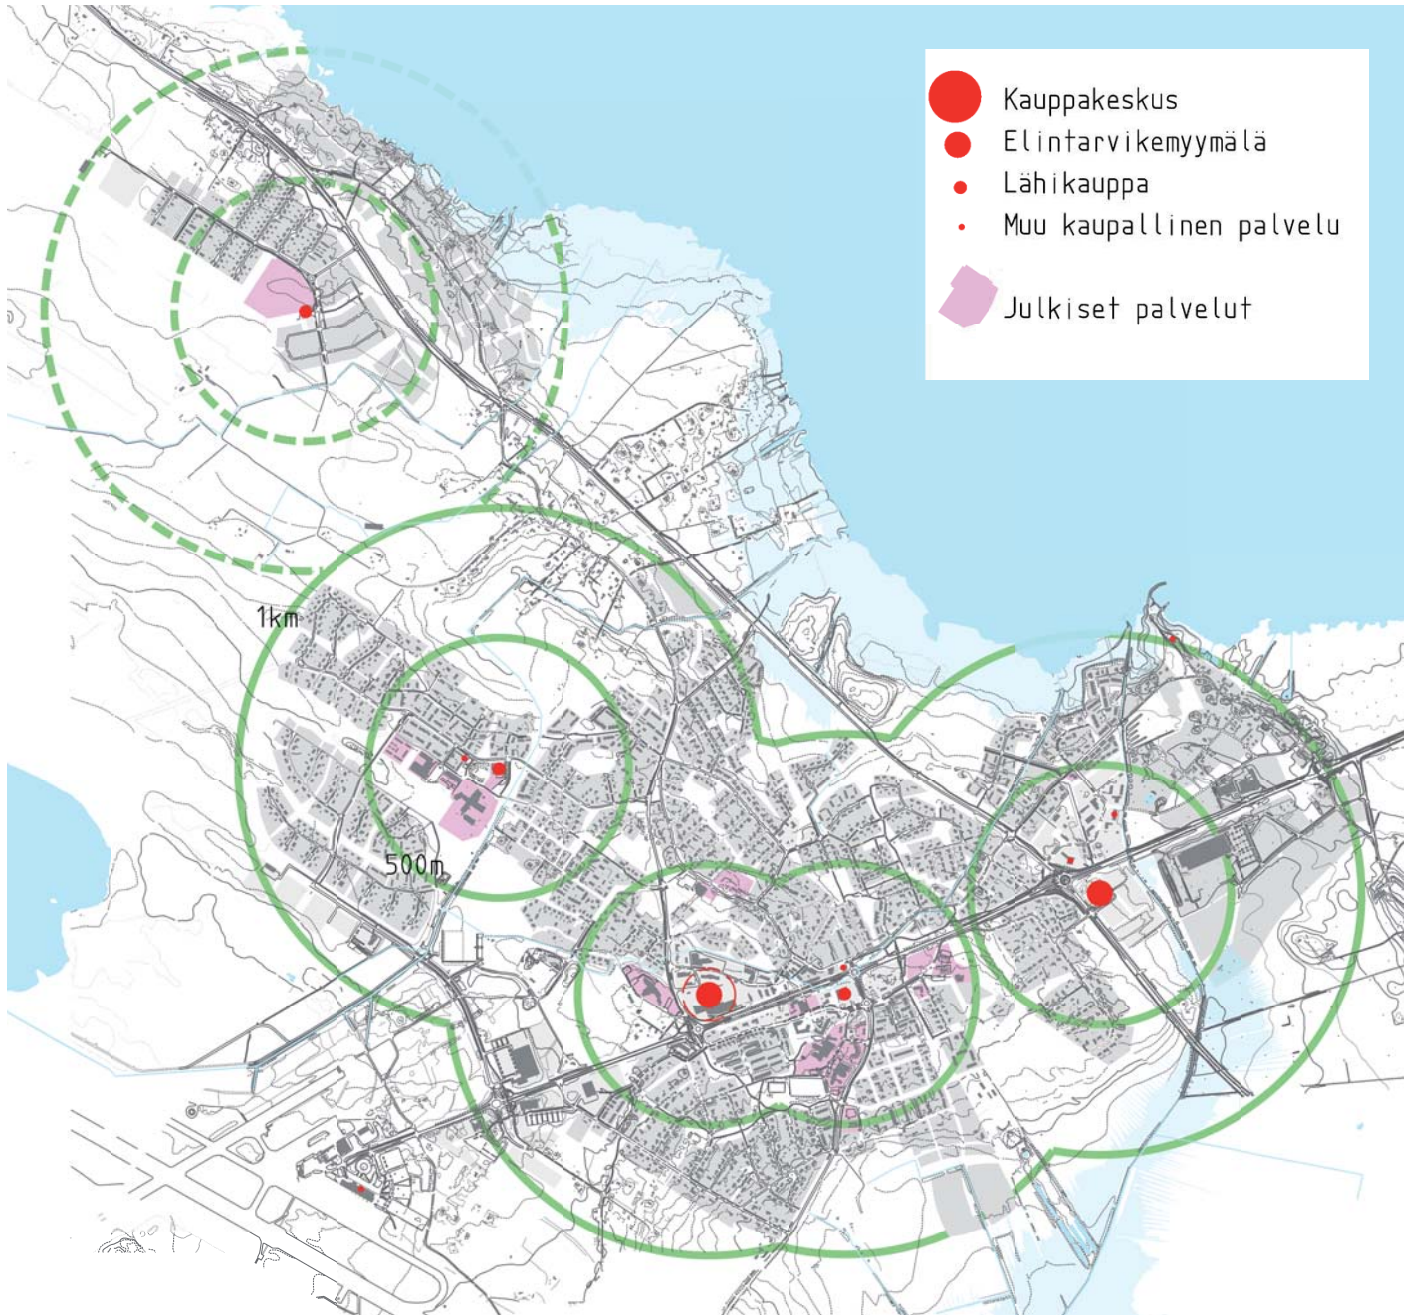 Kauppakeskus
Elintarvikemyymälä
Lähikauppa
Muu kaupallinen palvelu
Julkiset palvelut
1km
500m